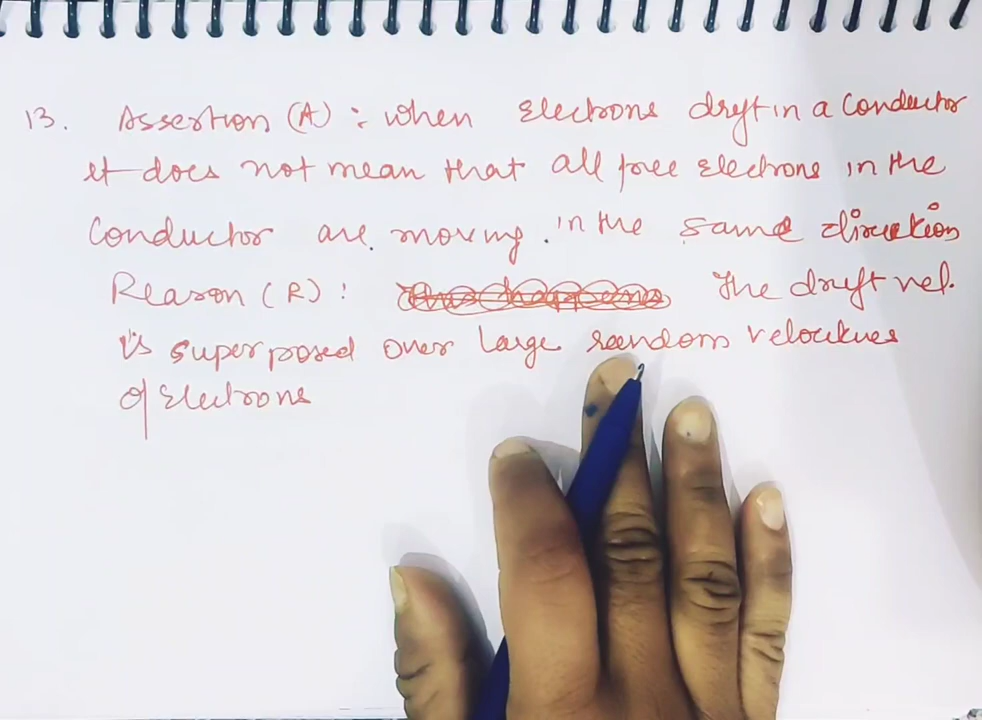 13. Assertion (A) : when Electrons drift in a Conductor
it does not mean that all free Electrons in the
Conductor are moving in the same direction
Reason (R) : The drift vel.
is superposed over large random velocities
of Electrons